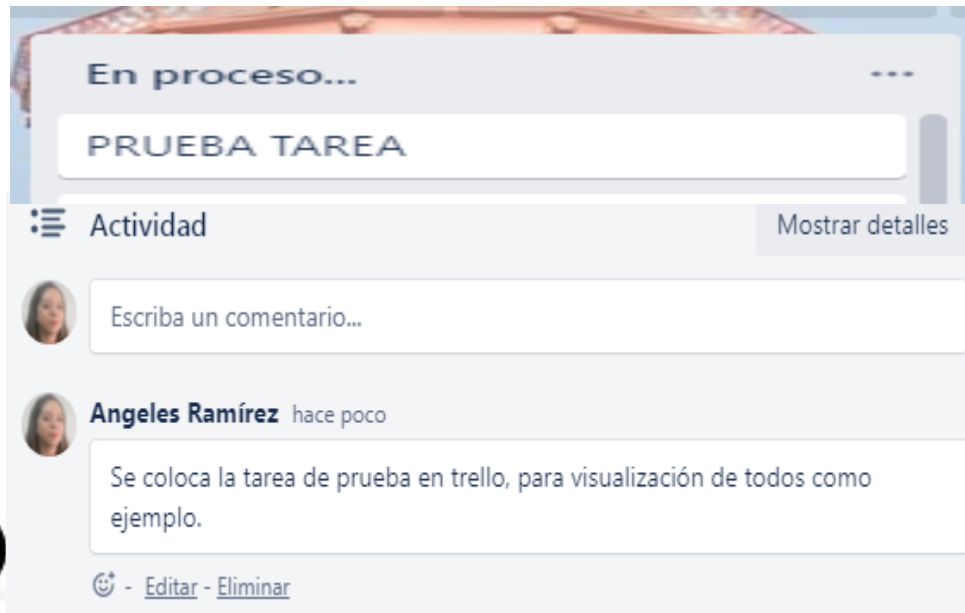 En proceso...
PRUEBA TAREA
Actividad
Mostrar detalles
Escriba un comentario...
Angeles Ramírez hace poco
Se coloca la tarea de prueba en trello, para visualización de todos como
ejemplo.
- Editar - Eliminar